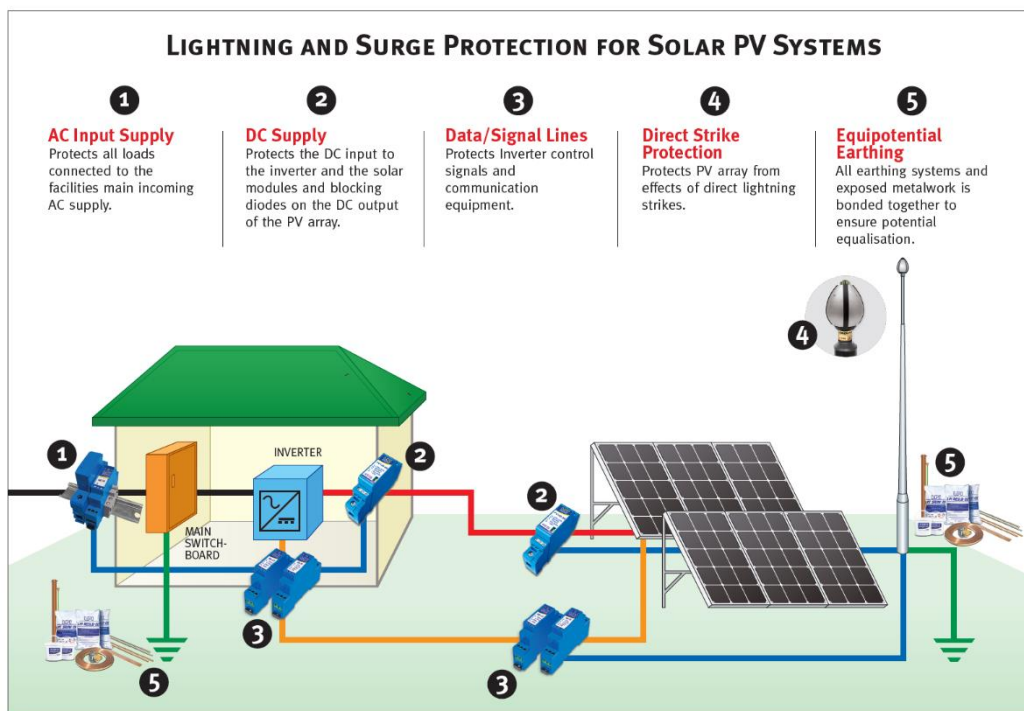 LIGHTNING AND SURGE PROTECTION FOR SOLAR PV SYSTEMS
1
AC Input Supply
Protects all loads
connected to the
facilities main incoming
AC supply.
2
DC Supply
Protects the DC input to
the inverter and the solar
modules and blocking
diodes on the DC output
of the PV array.
3
Data/Signal Lines
Protects Inverter control
signals and
communication
equipment.
4
Direct Strike
Protection
Protects PV array from
effects of direct lightning
strikes.
5
Equipotential
Earthing
All earthing systems and
exposed metalwork is
bonded together to
ensure potential
equalisation.
4
1
INVERTER
2
5
2
MAIN
SWITCH-
BOARD
3
5
3